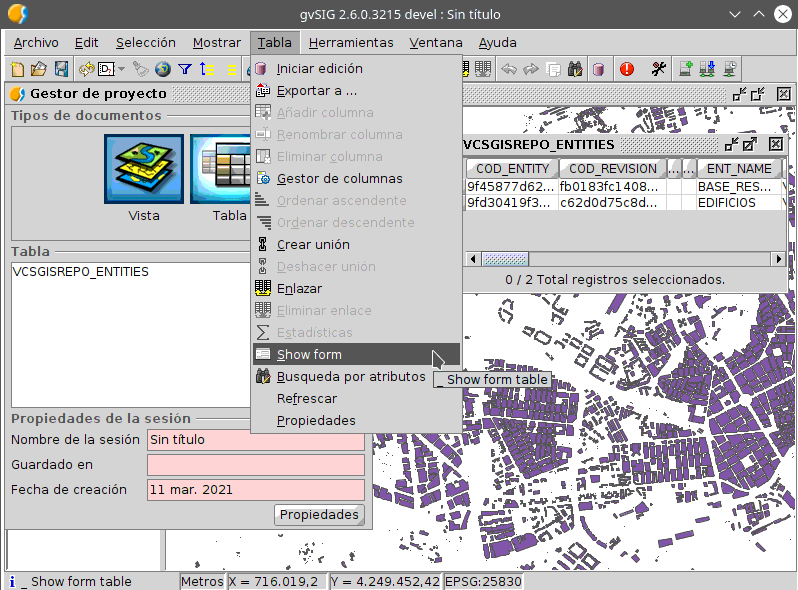 gvSIG 2.6.0.3215 devel : Sin título
Archivo Edit Selección Mostrar Tabla Herramientas Ventana Ayuda
Gestor de proyecto
Tipos de documentos
Vista
Tabla
Tabla
VCSGISREPO_ENTITIES
Propiedades de la sesión
Nombre de la sesión Sin título
Guardado en
Fecha de creación 11 mar. 2021
Propiedades
Iniciar edición
Exportar a ...
Añadir columna
Renombrar columna
Eliminar columna
Gestor de columnas
Ordenar ascendente
Ordenar descendente
Crear unión
Deshacer unión
Enlazar
Eliminar enlace
Estadísticas
Show form
Busqueda por atributos
Refrescar
Propiedades
_ Show form table
VCSGISREPO_ENTITIES
COD_ENTITY COD_REVISION ... ... ENT_NAME
9f45877d62... fb0183fc1408... BASE_RES...
9fd30419f3... c62d0d75c8d... EDIFICIOS
0 / 2 Total registros seleccionados.
_ Show form table Metros X = 716.019,2 Y = 4.249.452,42 EPSG:25830